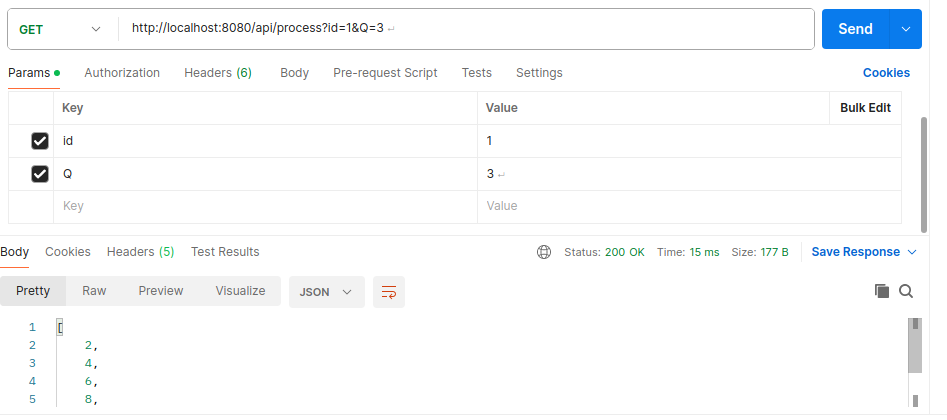 GET http://localhost:8080/api/process?id=1&Q=3 ↵ Send
Params Authorization Headers (6) Body Pre-request Script Tests Settings Cookies
Key Value Bulk Edit
id 1
Q 3 ↵
Key Value
Body Cookies Headers (5) Test Results Status: 200 OK Time: 15 ms Size: 177 B Save Response
Pretty Raw Preview Visualize JSON
1 [
2 2,
3 4,
4 6,
5 8,